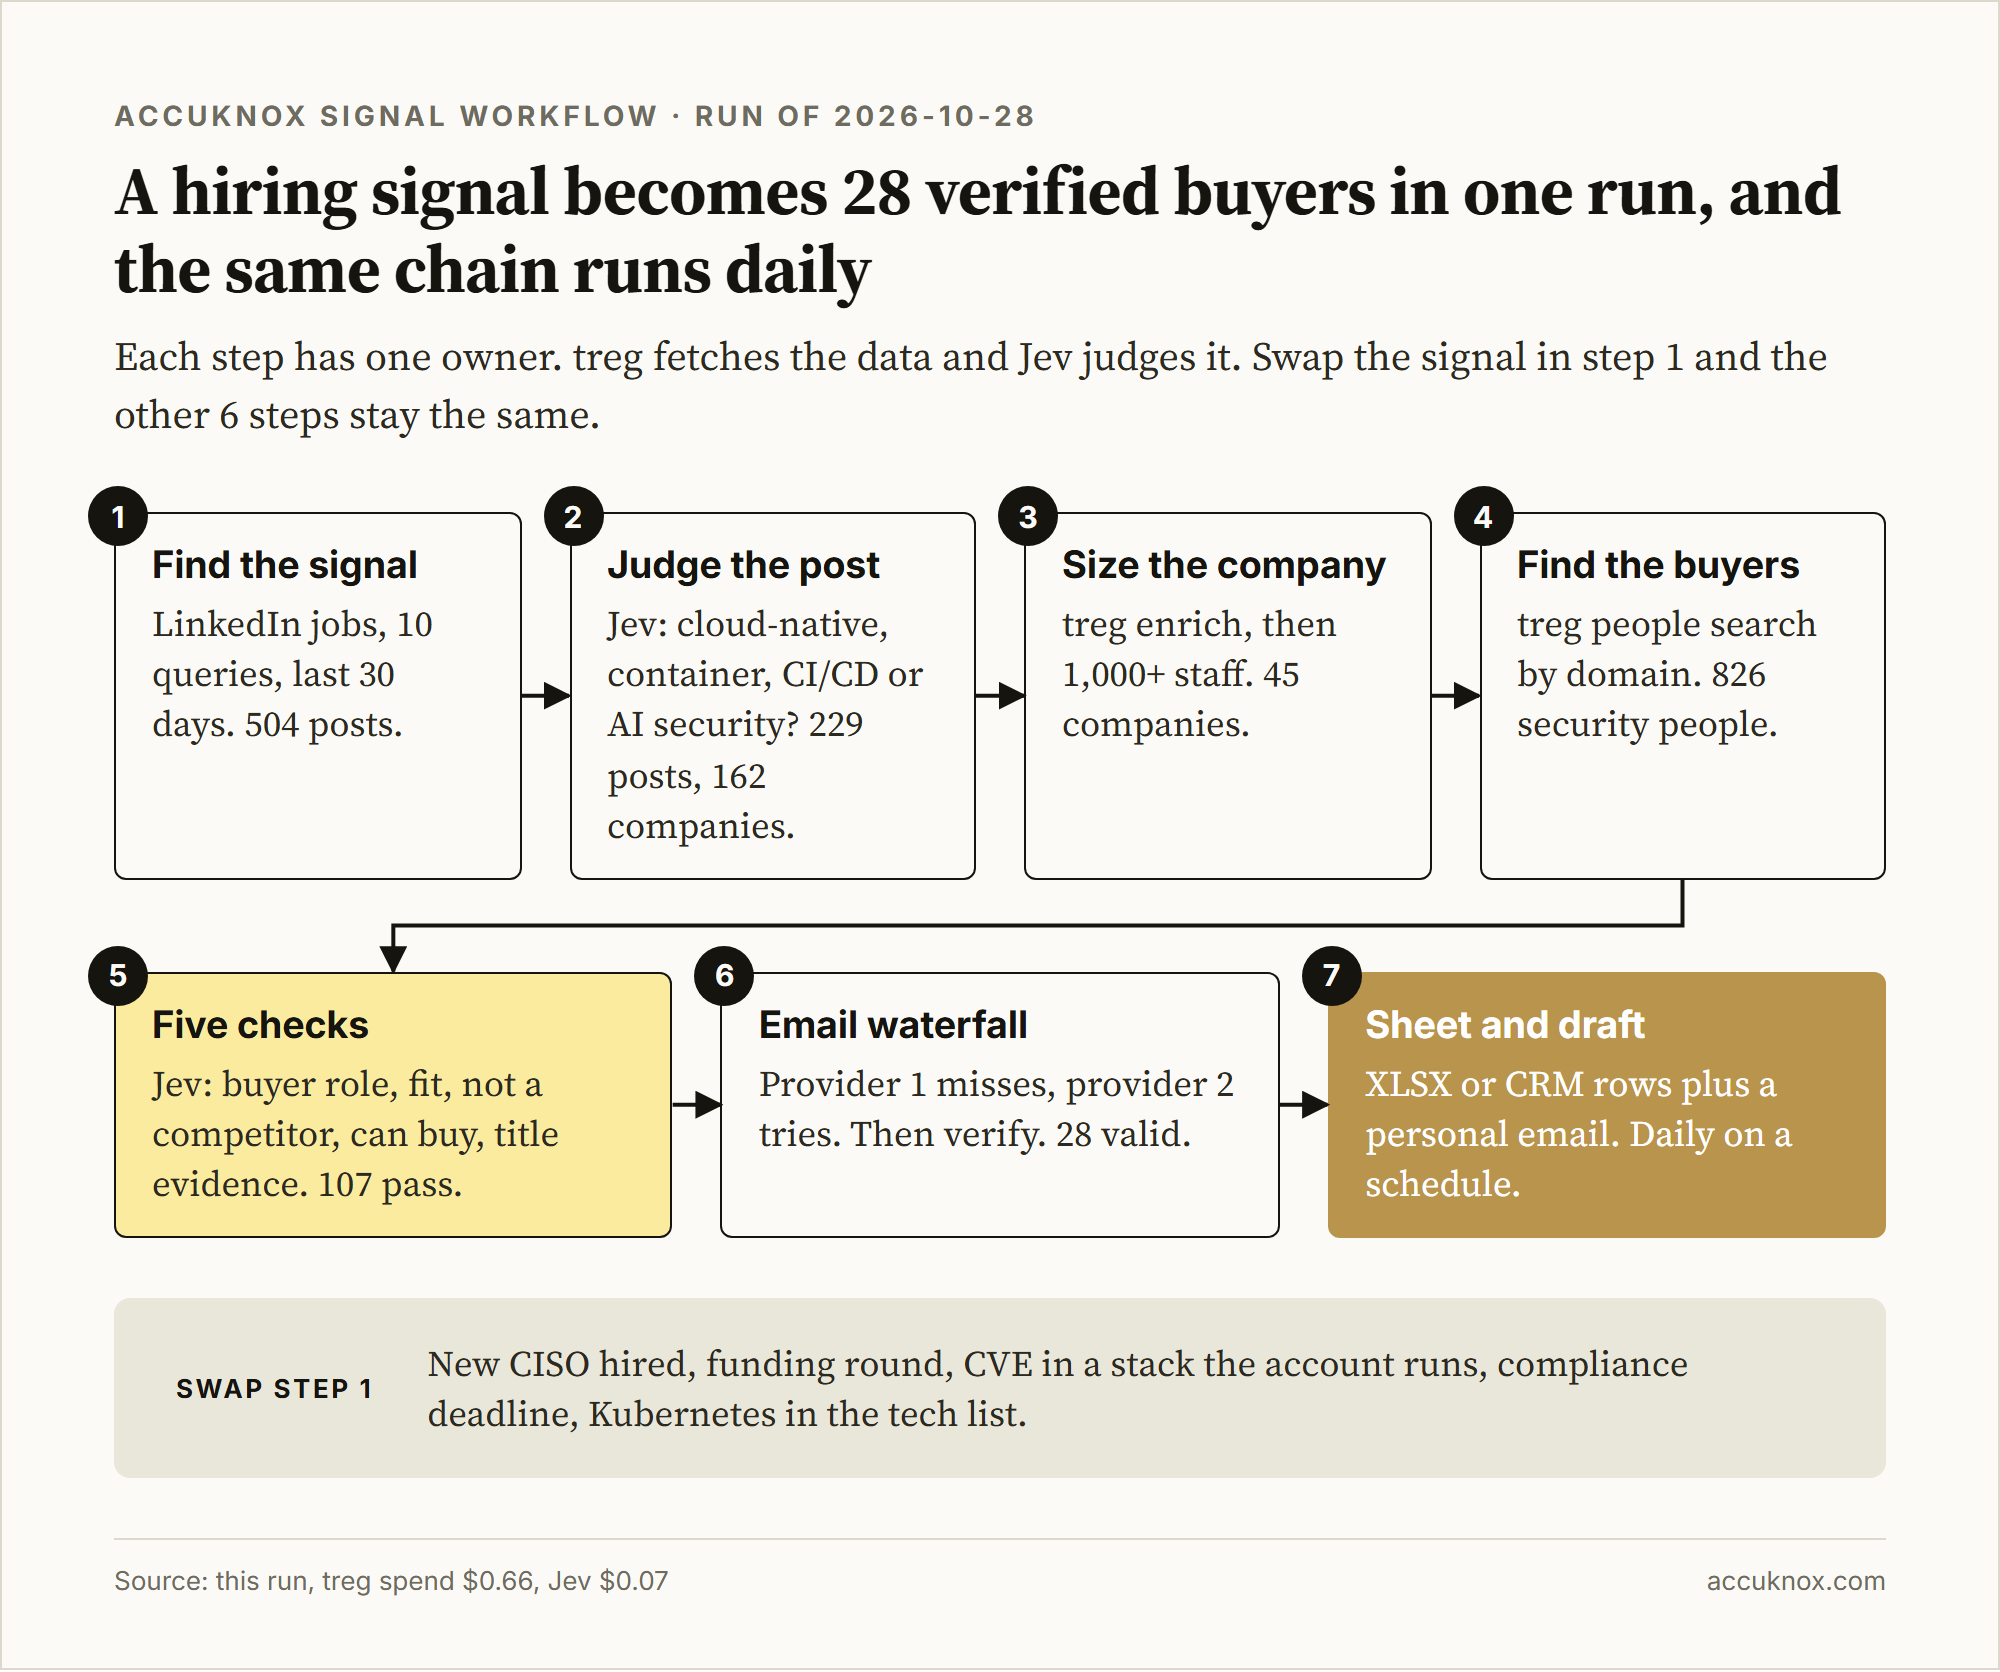 ACCUKNOX SIGNAL WORKFLOW · RUN OF 2026-10-28
A hiring signal becomes 28 verified buyers in one run, and
the same chain runs daily
Each step has one owner. treg fetches the data and Jev judges it. Swap the signal in step 1 and the
other 6 steps stay the same.
1
Find the signal
LinkedIn jobs, 10
queries, last 30
days. 504 posts.
2
Judge the post
Jev: cloud-native,
container, CI/CD or
AI security? 229
posts, 162
companies.
3
Size the company
treg enrich, then
1,000+ staff. 45
companies.
4
Find the buyers
treg people search
by domain. 826
security people.
5
Five checks
Jev: buyer role, fit, not a
competitor, can buy, title
evidence. 107 pass.
6
Email waterfall
Provider 1 misses, provider 2
tries. Then verify. 28 valid.
7
Sheet and draft
XLSX or CRM rows plus a
personal email. Daily on a
schedule.
SWAP STEP 1
New CISO hired, funding round, CVE in a stack the account runs, compliance
deadline, Kubernetes in the tech list.
Source: this run, treg spend $0.66, Jev $0.07
accuknox.com